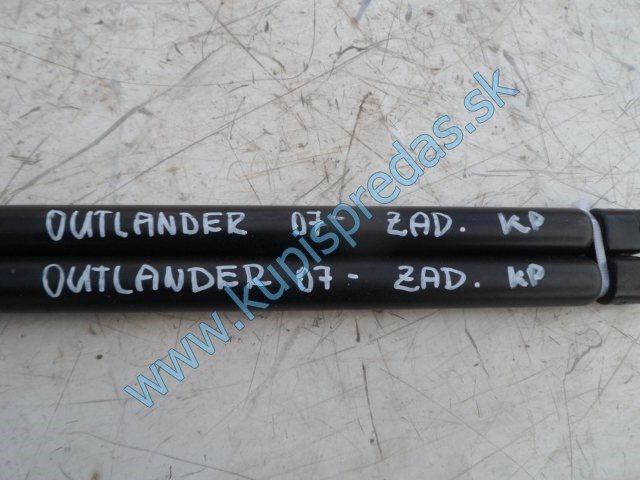 OUTLANDER 07- ZAD. KP
OUTLANDER 07- ZAD. KP
www.kupispredas.sk